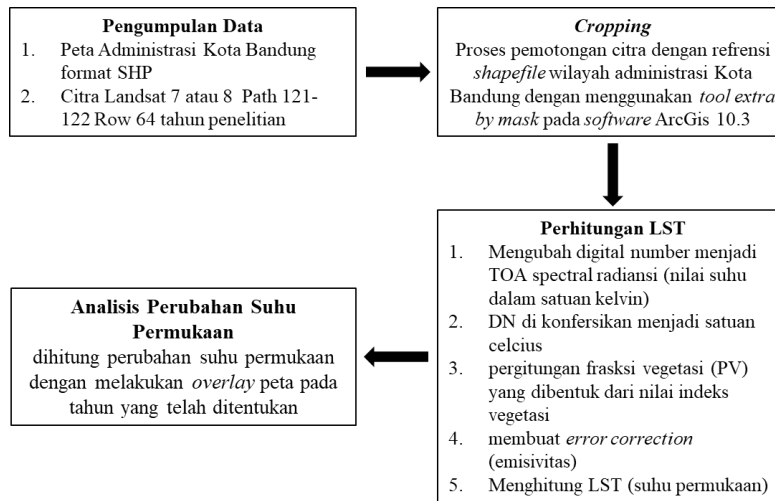 Pengumpulan Data
1. Peta Administrasi Kota Bandung
format SHP
2. Citra Landsat 7 atau 8 Path 121-
122 Row 64 tahun penelitian
Cropping
Proses pemotongan citra dengan refrensi
shapefile wilayah administrasi Kota
Bandung dengan menggunakan tool extra
by mask pada software ArcGis 10.3
Perhitungan LST
1. Mengubah digital number menjadi
TOA spectral radiansi (nilai suhu
dalam satuan kelvin)
2. DN di konfersikan menjadi satuan
celcius
3. pergitungan frasksi vegetasi (PV)
yang dibentuk dari nilai indeks
vegetasi
4. membuat error correction
(emisivitas)
5. Menghitung LST (suhu permukaan)
Analisis Perubahan Suhu
Permukaan
dihitung perubahan suhu permukaan
dengan melakukan overlay peta pada
tahun yang telah ditentukan